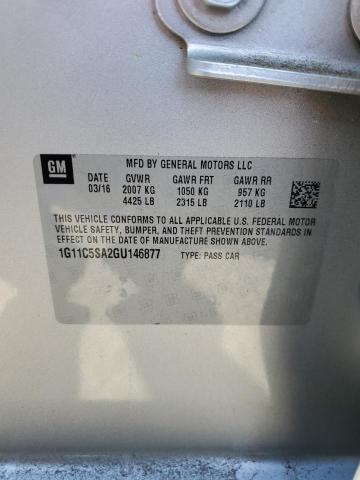 GM
MFD BY GENERAL MOTORS LLC
DATE GVWR GAWR FRT GAWR RR
03/16 2007 KG 1050 KG 957 KG
4425 LB 2315 LB 2110 LB
THIS VEHICLE CONFORMS TO ALL APPLICABLE U.S. FEDERAL MOTOR
VEHICLE SAFETY, BUMPER, AND THEFT PREVENTION STANDARDS
IN EFFECT ON THE DATE OF MANUFACTURE SHOWN ABOVE.
1G11C5SA2GU146877 TYPE: PASS CAR